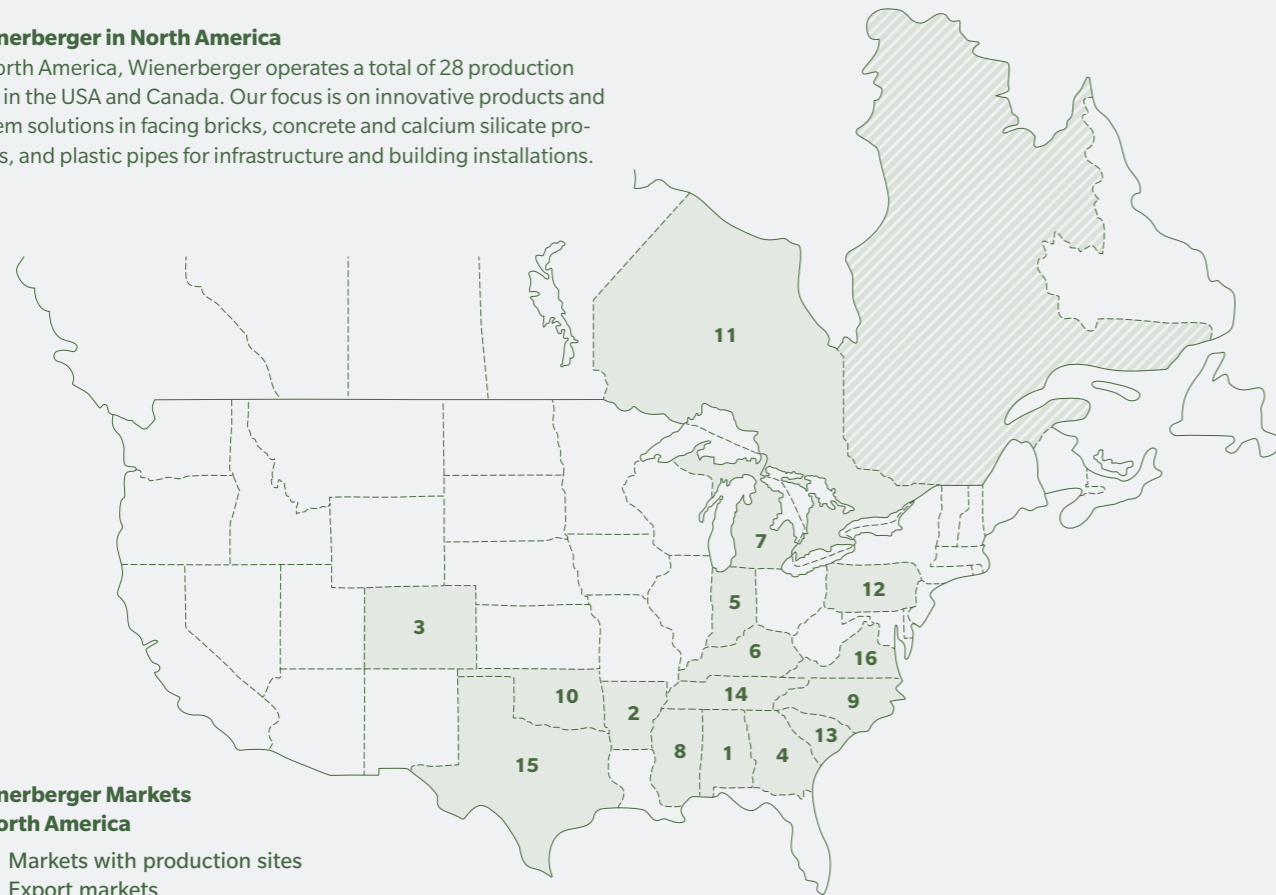 nerberger in North America
orth America, Wienerberger operates a total of 28 production
in the USA and Canada. Our focus is on innovative products and
em solutions in facing bricks, concrete and calcium silicate pro-
s, and plastic pipes for infrastructure and building installations.
11
7
12
5
3
6
16
14
10
9
2
13
8
1
4
15
nerberger Markets
orth America
Markets with production sites
Export markets